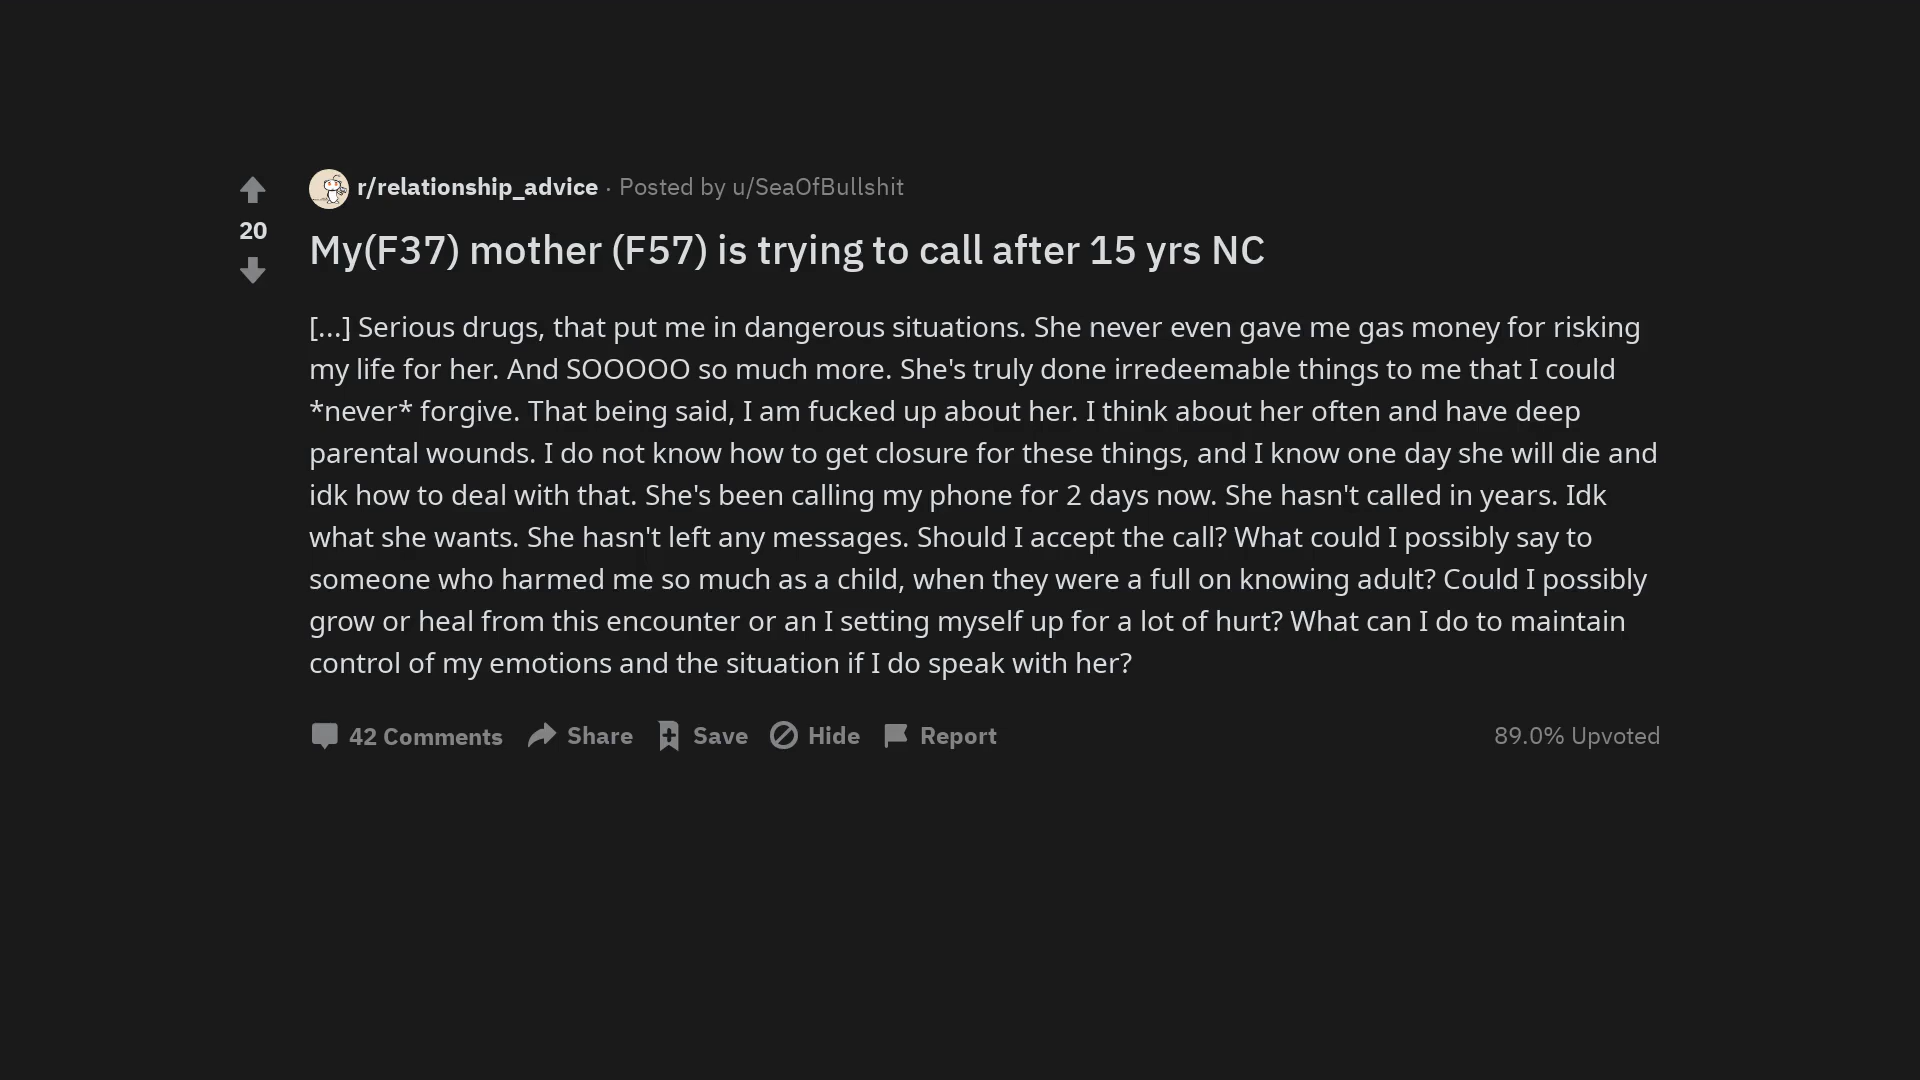 r/relationship_advice · Posted by u/SeaOfBullshit
20
My(F37) mother (F57) is trying to call after 15 yrs NC
[...] Serious drugs, that put me in dangerous situations. She never even gave me gas money for risking
my life for her. And SOOOOO so much more. She's truly done irredeemable things to me that I could
*never* forgive. That being said, I am fucked up about her. I think about her often and have deep
parental wounds. I do not know how to get closure for these things, and I know one day she will die and
idk how to deal with that. She's been calling my phone for 2 days now. She hasn't called in years. Idk
what she wants. She hasn't left any messages. Should I accept the call? What could I possibly say to
someone who harmed me so much as a child, when they were a full on knowing adult? Could I possibly
grow or heal from this encounter or an I setting myself up for a lot of hurt? What can I do to maintain
control of my emotions and the situation if I do speak with her?
42 Comments Share Save Hide Report 89.0% Upvoted